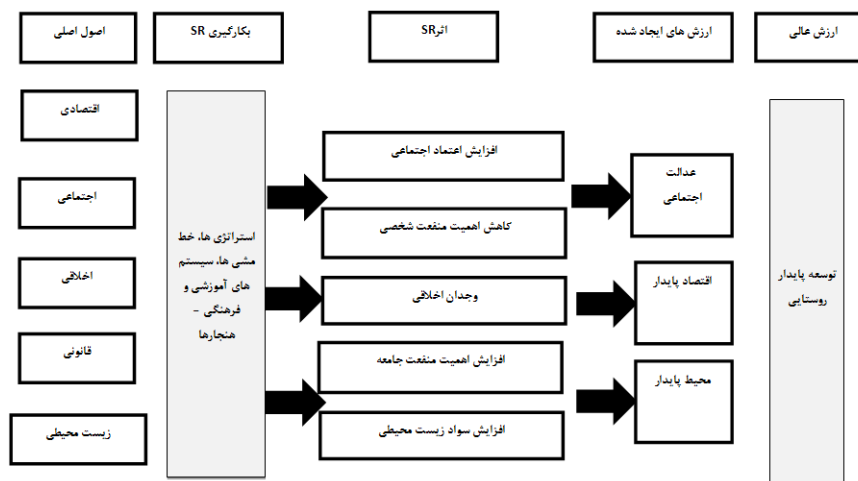 اصول اصلی
بکارگیری SR
اثرSR
ارزش های ایجاد شده
ارزش عالی
اقتصادی
اجتماعی
اخلاقی
قانونی
زیست محیطی
استراتژی ها، خط
مشی ها، سیستم
های آموزشی و
فرهنگی -
هنجارها
افزایش اعتماد اجتماعی
کاهش اهمیت منفعت شخصی
وجدان اخلاقی
افزایش اهمیت منفعت جامعه
افزایش سواد زیست محیطی
عدالت
اجتماعی
اقتصاد پایدار
محیط پایدار
توسعه پایدار
روستایی